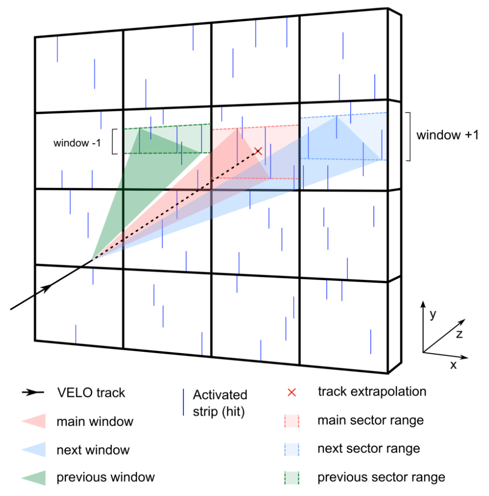 window -1
window +1
y
z
x
VELO track
Activated
strip (hit)
track extrapolation
main window
main sector range
next window
next sector range
previous window
previous sector range